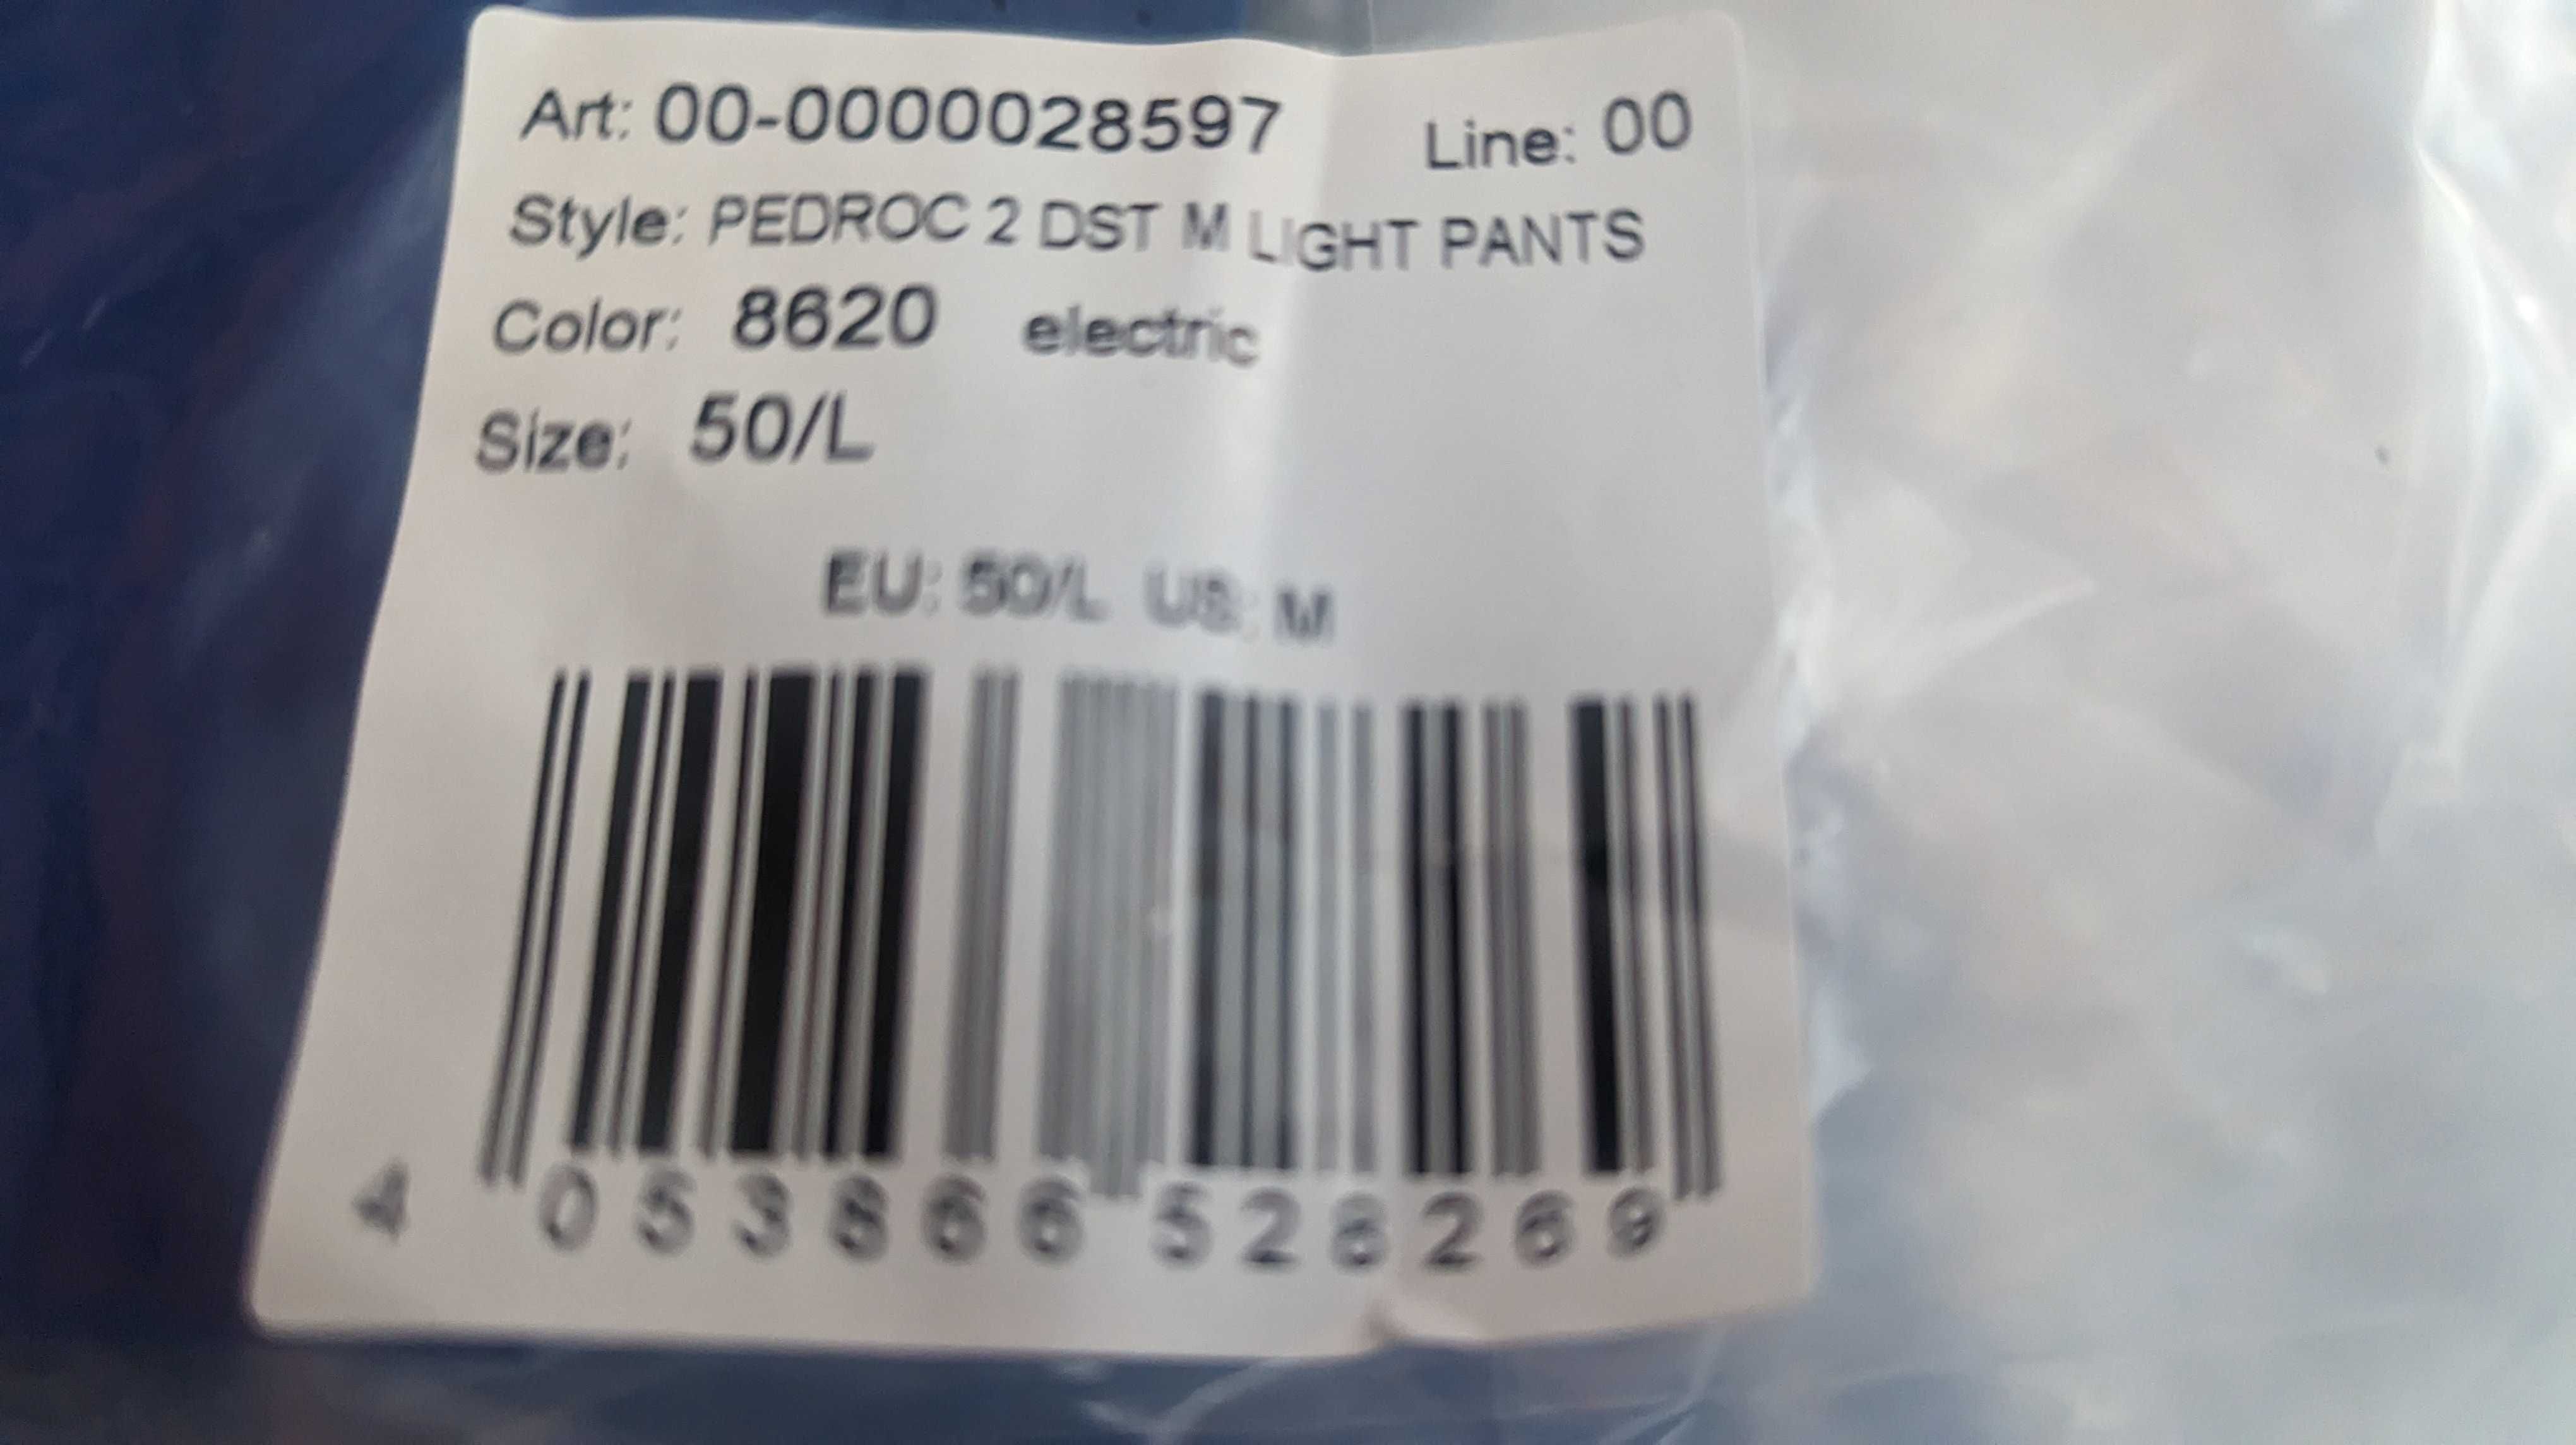 Art: 00-0000028597 Line: 00
Style: PEDROC 2 DST M LIGHT PANTS
Color: 8620 electric
Size: 50/L
EU: 50/L US: M
4 053866 528269